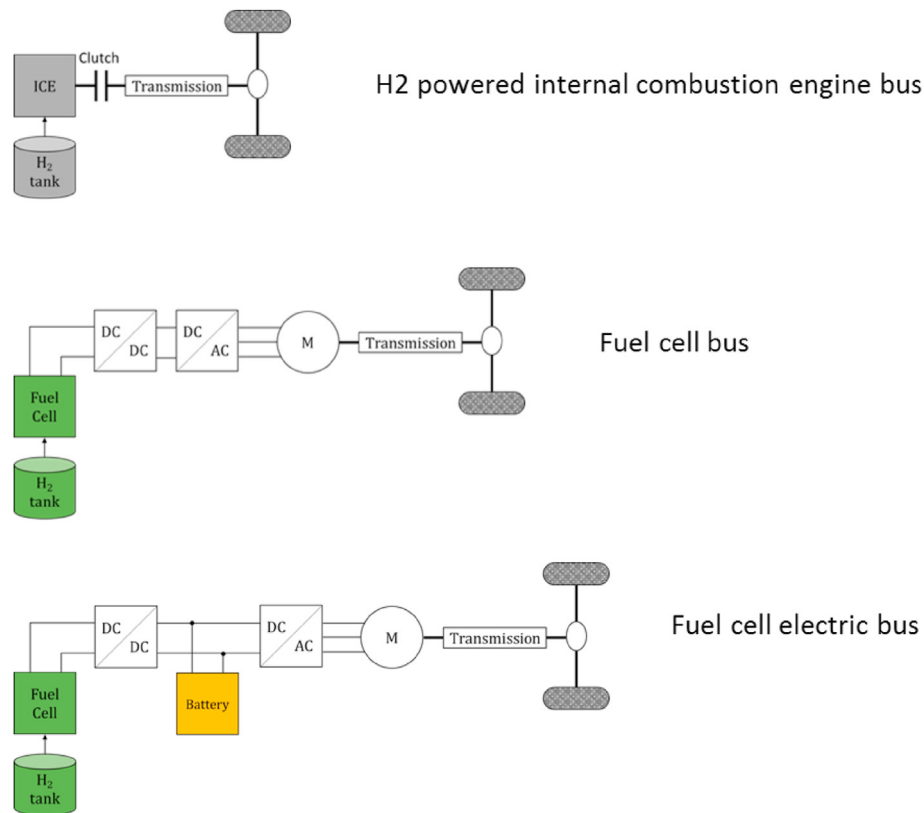 Clutch
ICE
Transmission
H2 powered internal combustion engine bus
H₂
tank
DC
DC
DC
AC
M
Transmission
Fuel cell bus
Fuel
Cell
H₂
tank
DC
DC
DC
AC
M
Transmission
Fuel cell electric bus
Fuel
Cell
Battery
H₂
tank